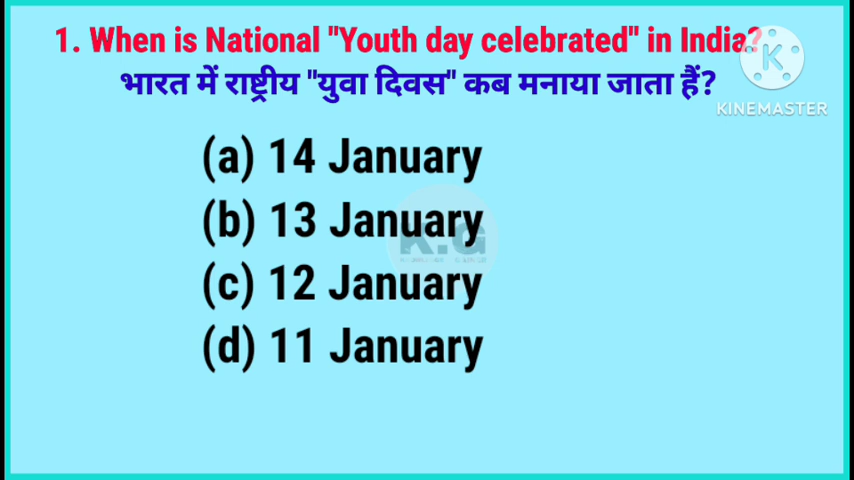 1. When is National "Youth day celebrated" in India?
भारत में राष्ट्रीय "युवा दिवस" कब मनाया जाता हैं?
KINEMASTER
(a) 14 January
(b) 13 January
K.G
(c) 12 January
(d) 11 January